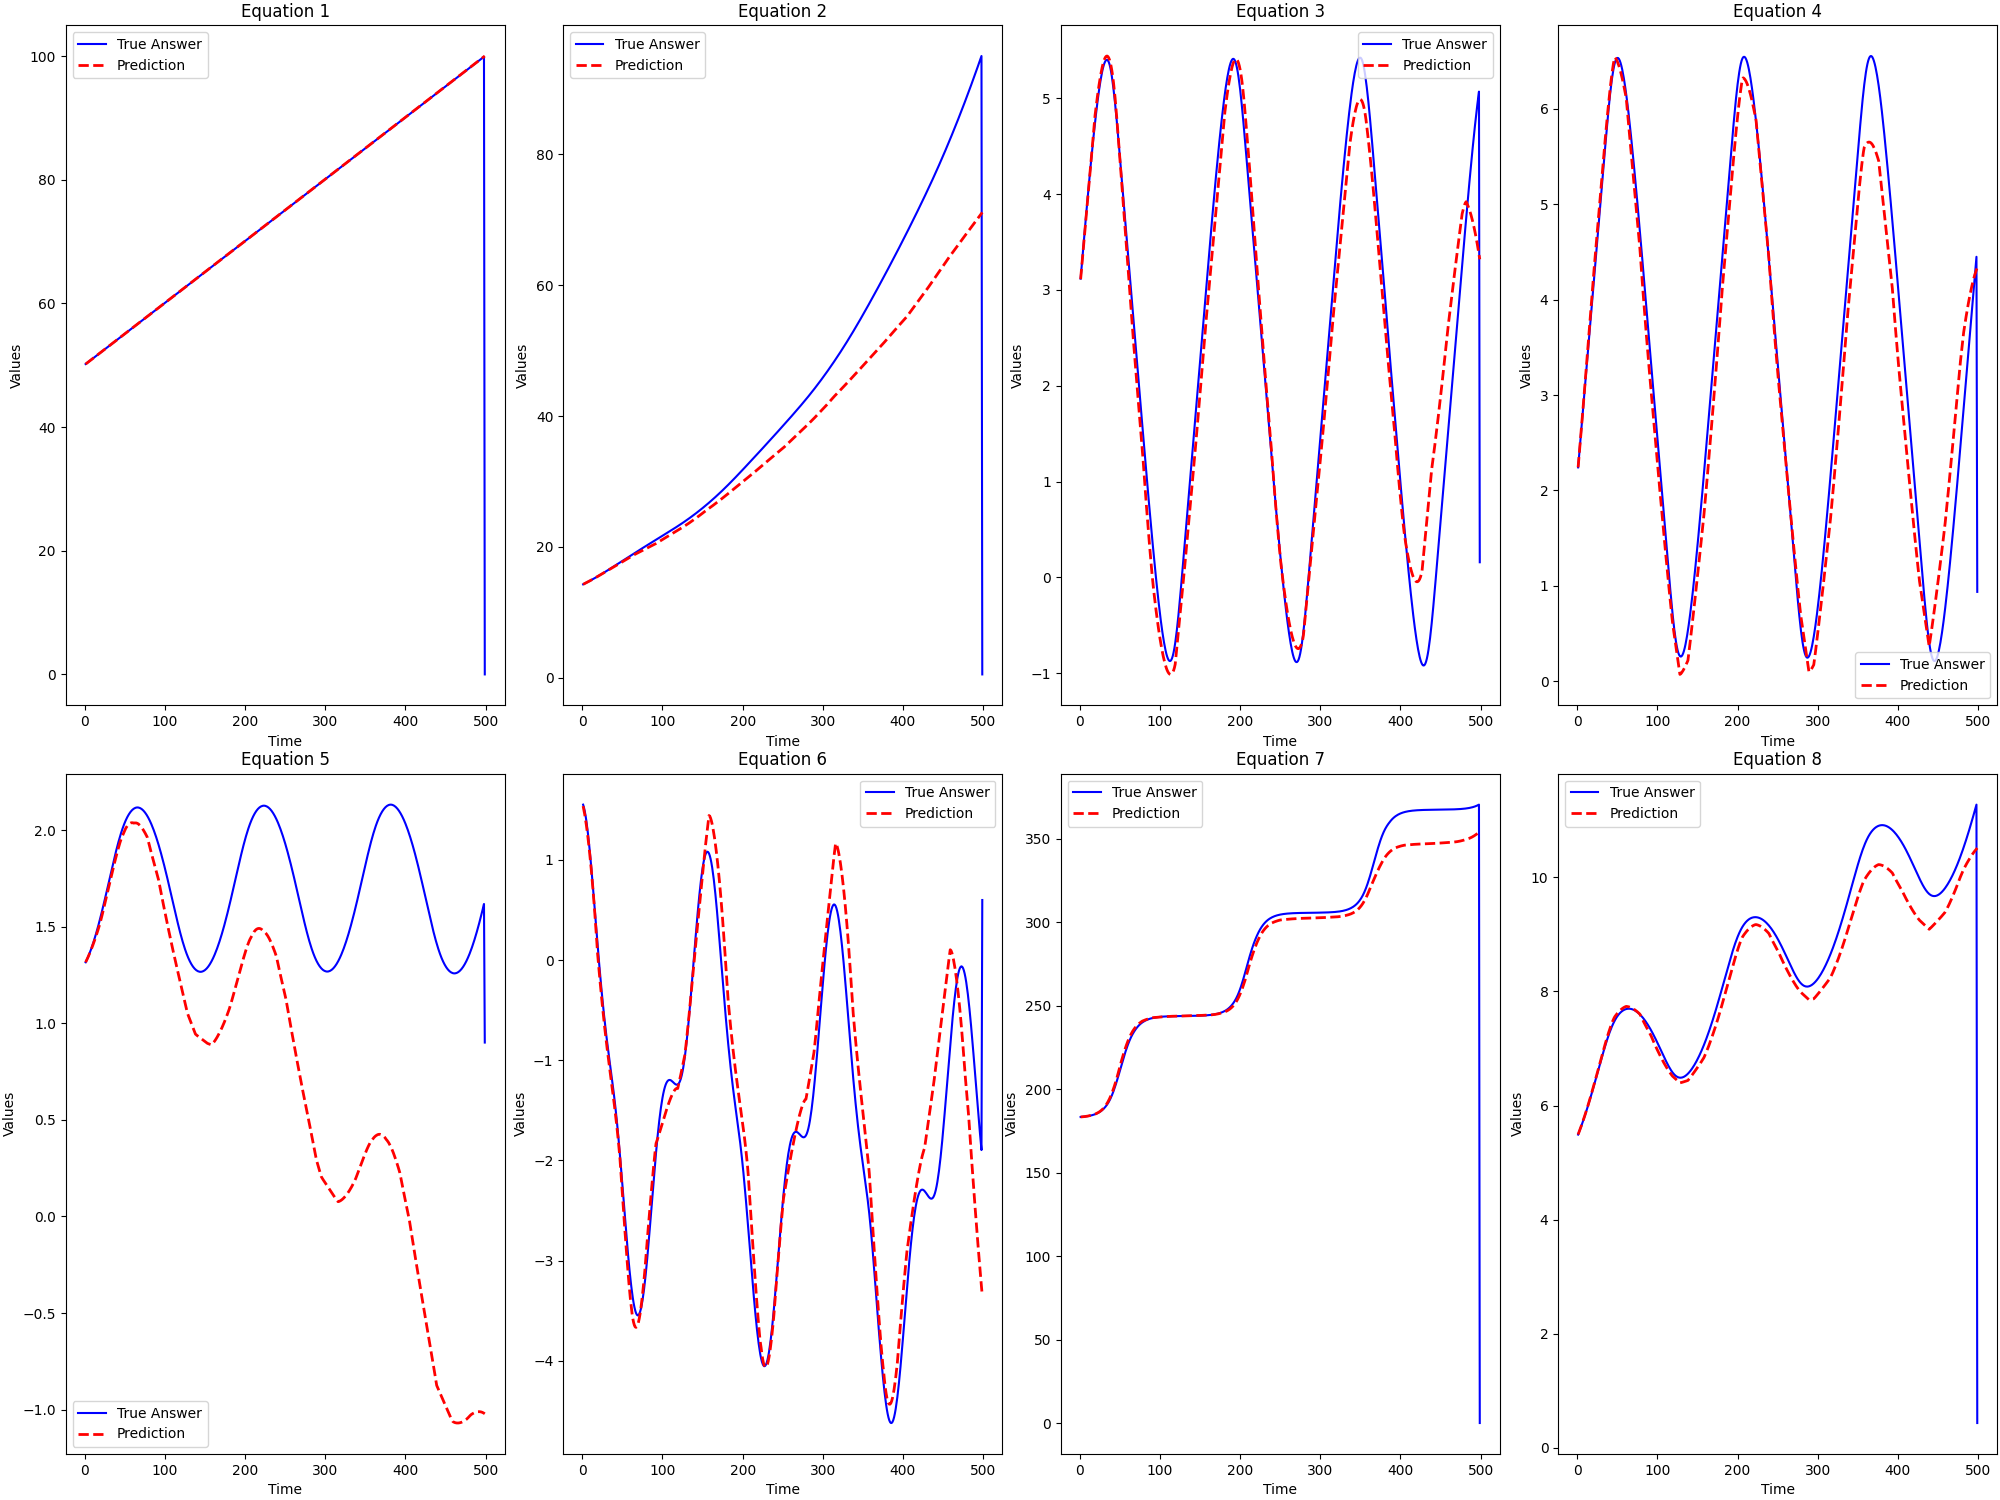 Equation 1
True Answer
Prediction
100
80
60
40
20
0
Values
0 100 200 300 400 500
Time
Equation 2
True Answer
Prediction
80
60
40
20
0
Values
0 100 200 300 400 500
Time
Equation 3
True Answer
Prediction
5
4
3
2
1
0
−1
Values
0 100 200 300 400 500
Time
Equation 4
6
5
4
3
2
1
0
Values
True Answer
Prediction
0 100 200 300 400 500
Time
Equation 5
2.0
1.5
1.0
0.5
0.0
−0.5
−1.0
Values
True Answer
Prediction
0 100 200 300 400 500
Time
Equation 6
True Answer
Prediction
1
0
−1
−2
−3
−4
Values
0 100 200 300 400 500
Time
Equation 7
True Answer
Prediction
350
300
250
200
150
100
50
0
Values
0 100 200 300 400 500
Time
Equation 8
True Answer
Prediction
10
8
6
4
2
0
Values
0 100 200 300 400 500
Time